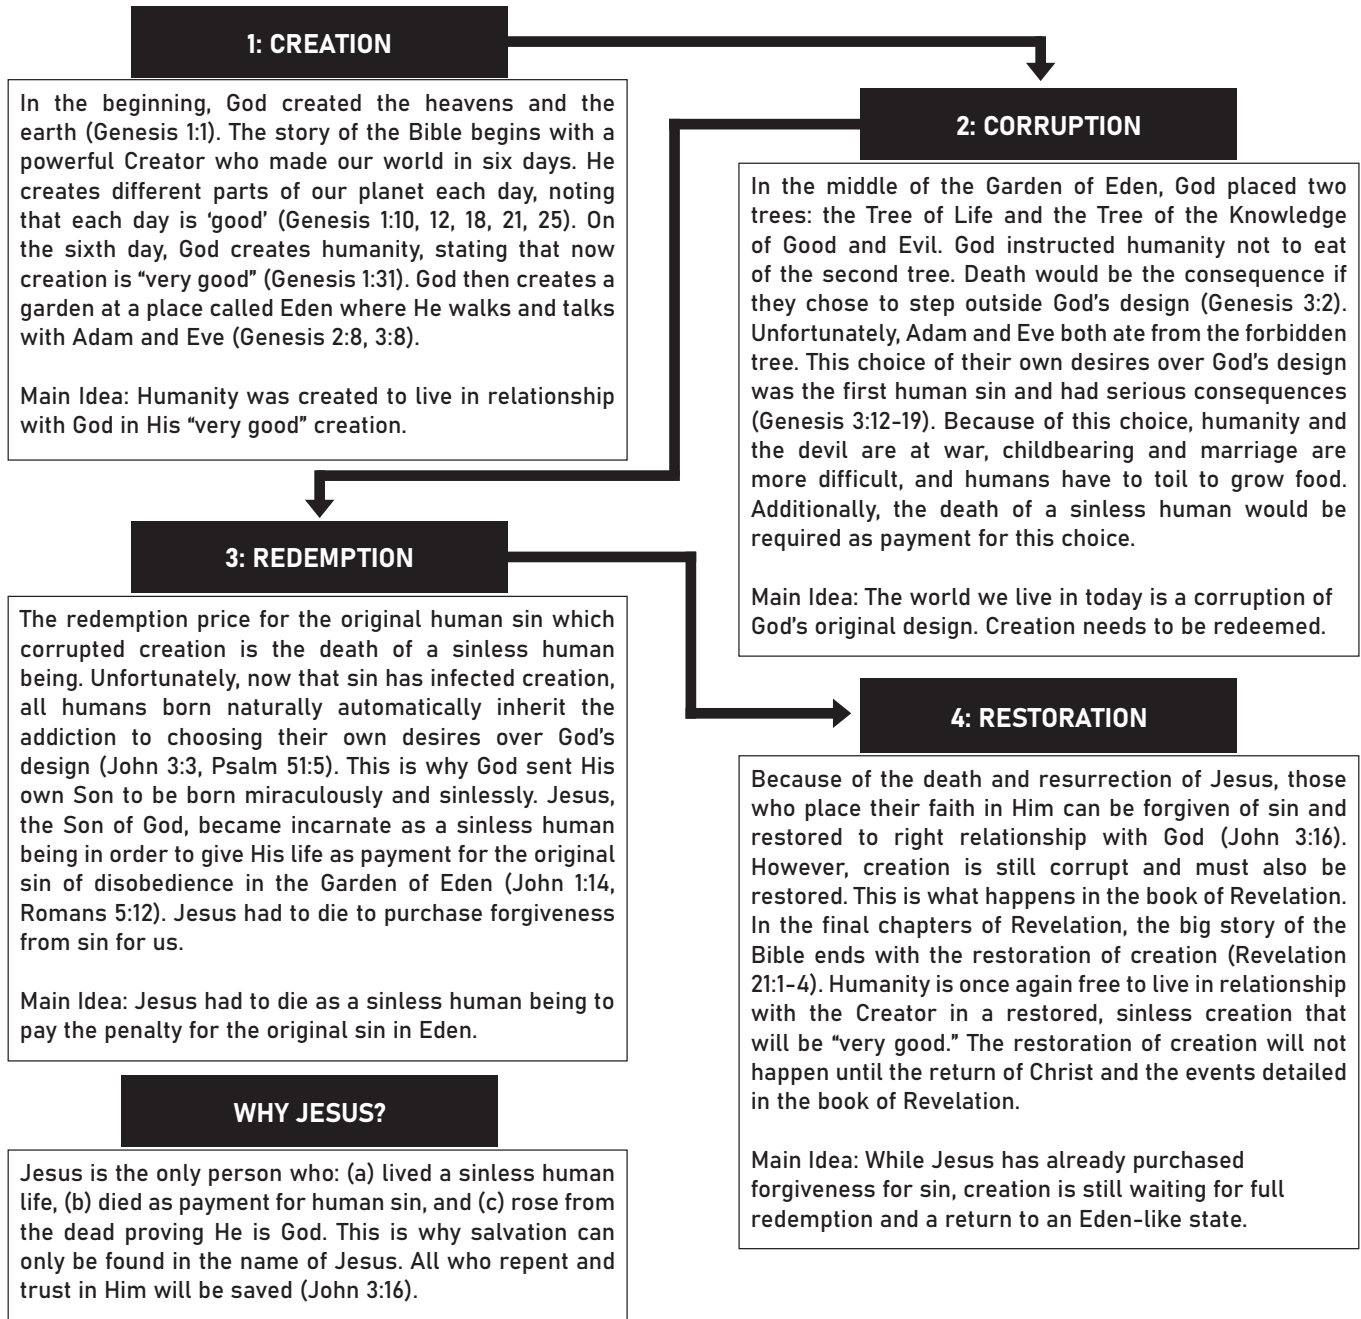 1: CREATION
In the beginning, God created the heavens and the
earth (Genesis 1:1). The story of the Bible begins with a
powerful Creator who made our world in six days. He
creates different parts of our planet each day, noting
that each day is ‘good’ (Genesis 1:10, 12, 18, 21, 25). On
the sixth day, God creates humanity, stating that now
creation is “very good” (Genesis 1:31). God then creates a
garden at a place called Eden where He walks and talks
with Adam and Eve (Genesis 2:8, 3:8).
Main Idea: Humanity was created to live in relationship
with God in His “very good” creation.
2: CORRUPTION
In the middle of the Garden of Eden, God placed two
trees: the Tree of Life and the Tree of the Knowledge
of Good and Evil. God instructed humanity not to eat
of the second tree. Death would be the consequence if
they chose to step outside God’s design (Genesis 3:2).
Unfortunately, Adam and Eve both ate from the forbidden
tree. This choice of their own desires over God’s design
was the first human sin and had serious consequences
(Genesis 3:12-19). Because of this choice, humanity and
the devil are at war, childbearing and marriage are
more difficult, and humans have to toil to grow food.
Additionally, the death of a sinless human would be
required as payment for this choice.
Main Idea: The world we live in today is a corruption of
God’s original design. Creation needs to be redeemed.
3: REDEMPTION
The redemption price for the original human sin which
corrupted creation is the death of a sinless human
being. Unfortunately, now that sin has infected creation,
all humans born naturally automatically inherit the
addiction to choosing their own desires over God’s
design (John 3:3, Psalm 51:5). This is why God sent His
own Son to be born miraculously and sinlessly. Jesus,
the Son of God, became incarnate as a sinless human
being in order to give His life as payment for the original
sin of disobedience in the Garden of Eden (John 1:14,
Romans 5:12). Jesus had to die to purchase forgiveness
from sin for us.
Main Idea: Jesus had to die as a sinless human being to
pay the penalty for the original sin in Eden.
4: RESTORATION
Because of the death and resurrection of Jesus, those
who place their faith in Him can be forgiven of sin and
restored to right relationship with God (John 3:16).
However, creation is still corrupt and must also be
restored. This is what happens in the book of Revelation.
In the final chapters of Revelation, the big story of the
Bible ends with the restoration of creation (Revelation
21:1-4). Humanity is once again free to live in relationship
with the Creator in a restored, sinless creation that
will be “very good.” The restoration of creation will not
happen until the return of Christ and the events detailed
in the book of Revelation.
Main Idea: While Jesus has already purchased
forgiveness for sin, creation is still waiting for full
redemption and a return to an Eden-like state.
WHY JESUS?
Jesus is the only person who: (a) lived a sinless human
life, (b) died as payment for human sin, and (c) rose from
the dead proving He is God. This is why salvation can
only be found in the name of Jesus. All who repent and
trust in Him will be saved (John 3:16).